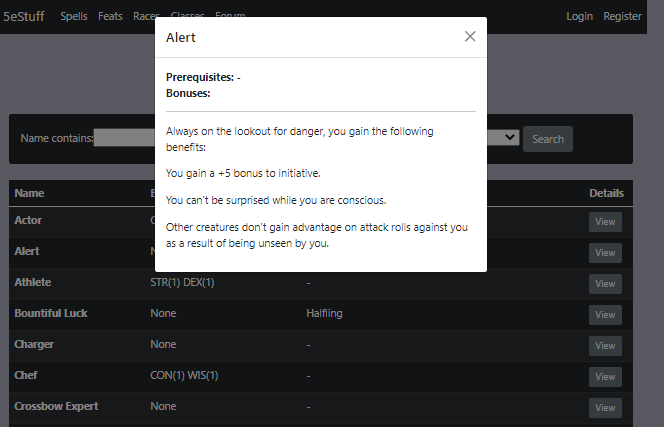 5eStuff Spells Feats Races Classes Forum Login Register
Alert
Prerequisites: -
Bonuses:
Always on the lookout for danger, you gain the following
benefits:
You gain a +5 bonus to initiative.
You can't be surprised while you are conscious.
Other creatures don't gain advantage on attack rolls against you
as a result of being unseen by you.
Name contains: Search
Name Details
Actor View
Alert View
Athlete STR(1) DEX(1) - View
Bountiful Luck None Halfling View
Charger None - View
Chef CON(1) WIS(1) - View
Crossbow Expert None - View